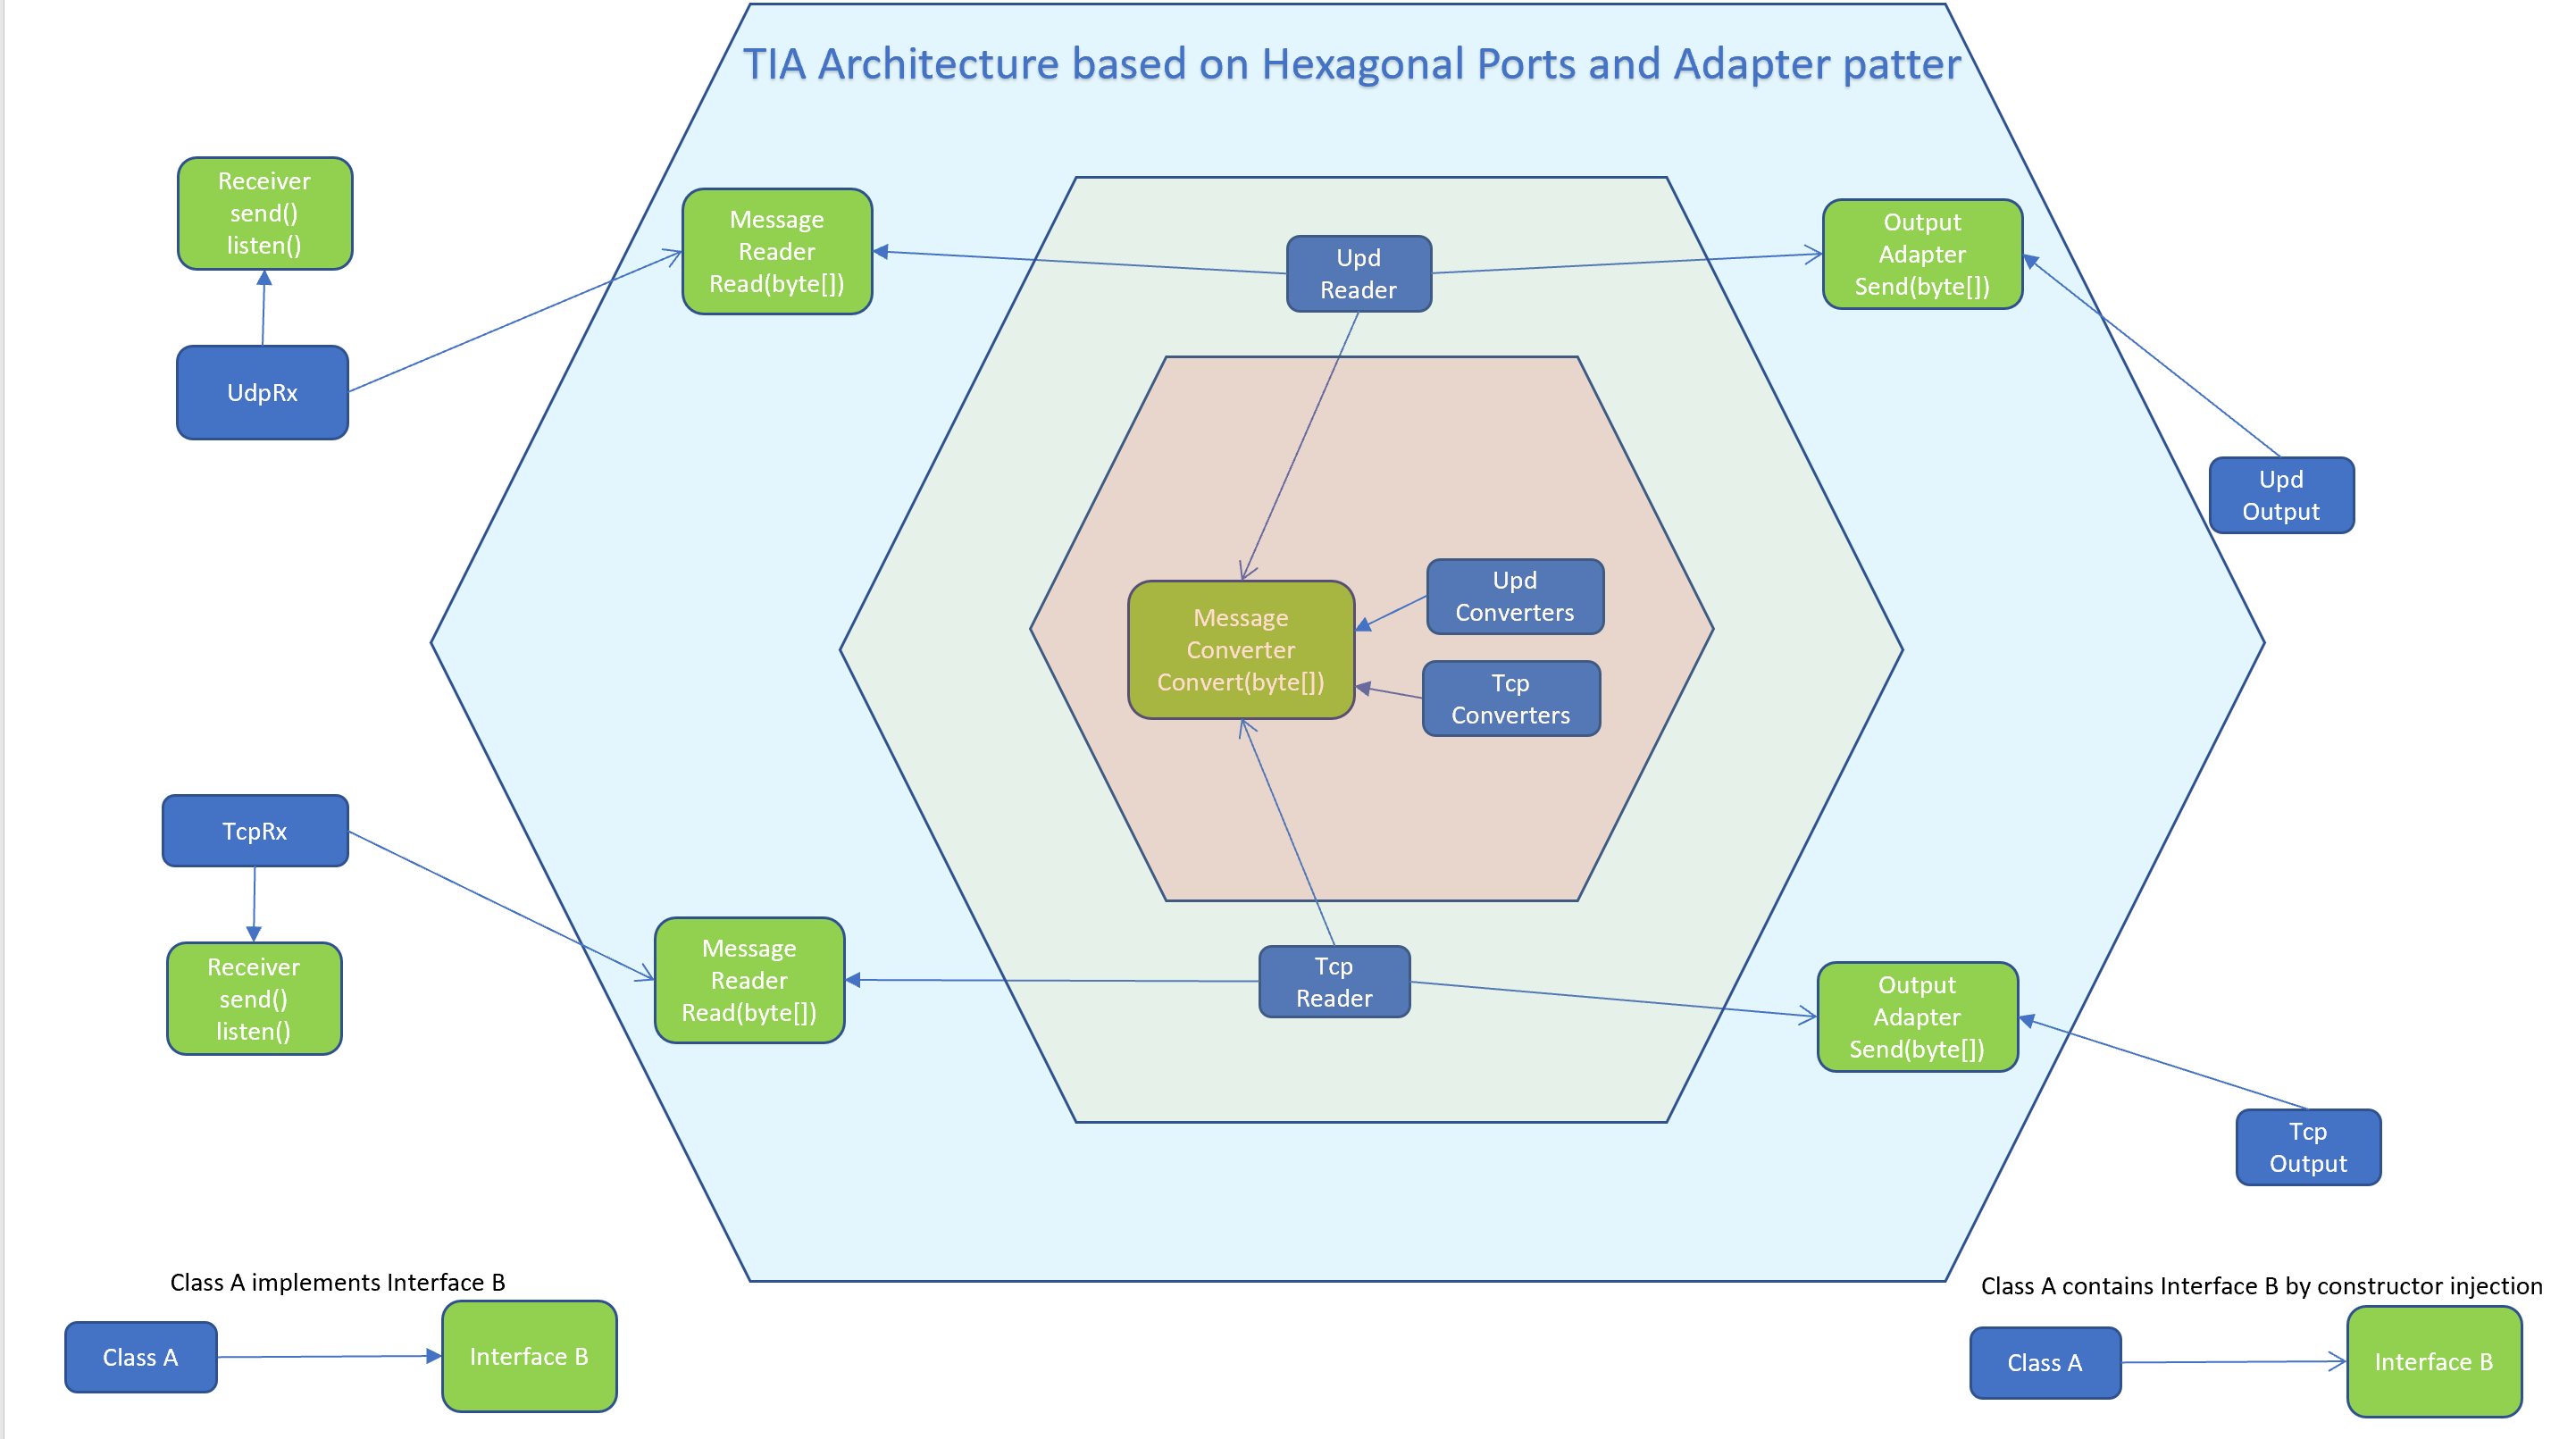 TIA Architecture based on Hexagonal Ports and Adapter patter
Receiver
send()
listen()
UdpRx
Message
Reader
Read(byte[])
Upd
Reader
Output
Adapter
Send(byte[])
Upd
Output
Message
Converter
Convert(byte[])
Upd
Converters
Tcp
Converters
TcpRx
Receiver
send()
listen()
Message
Reader
Read(byte[])
Tcp
Reader
Output
Adapter
Send(byte[])
Tcp
Output
Class A implements Interface B
Class A
Interface B
Class A contains Interface B by constructor injection
Class A
Interface B